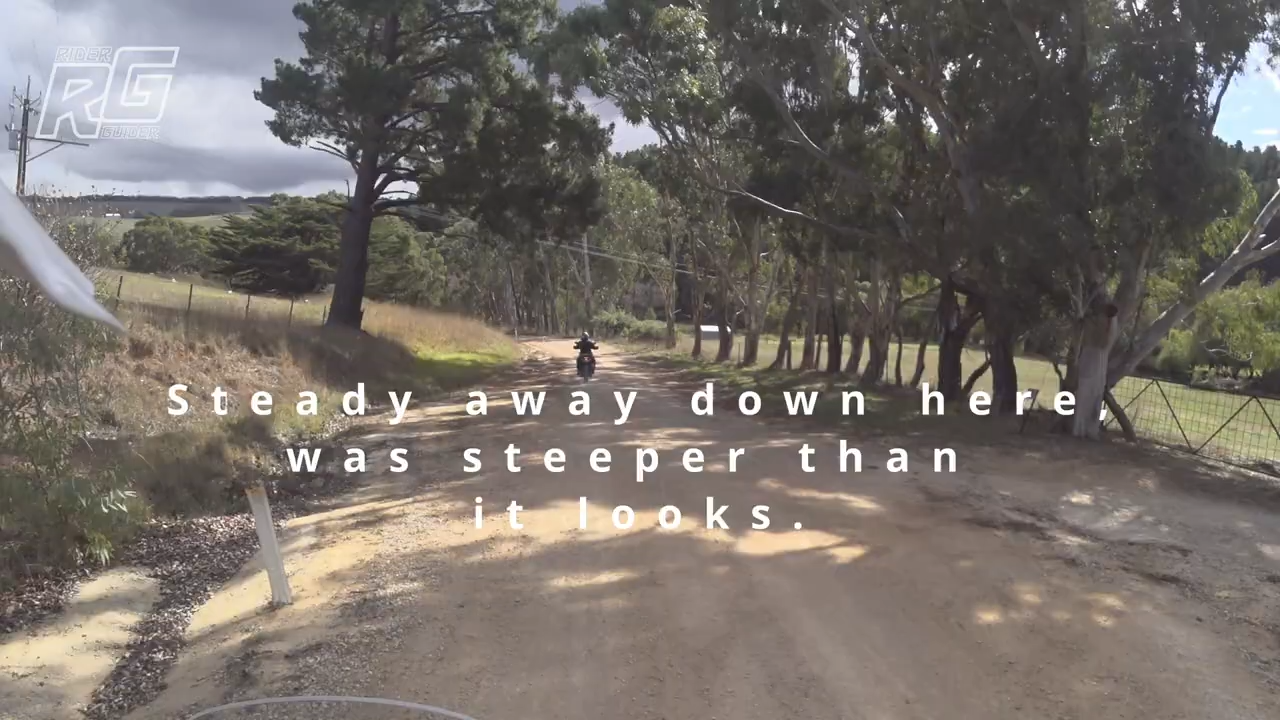 RIDER
RG
GUIDER
Steady away down here,
was steeper than
it looks.